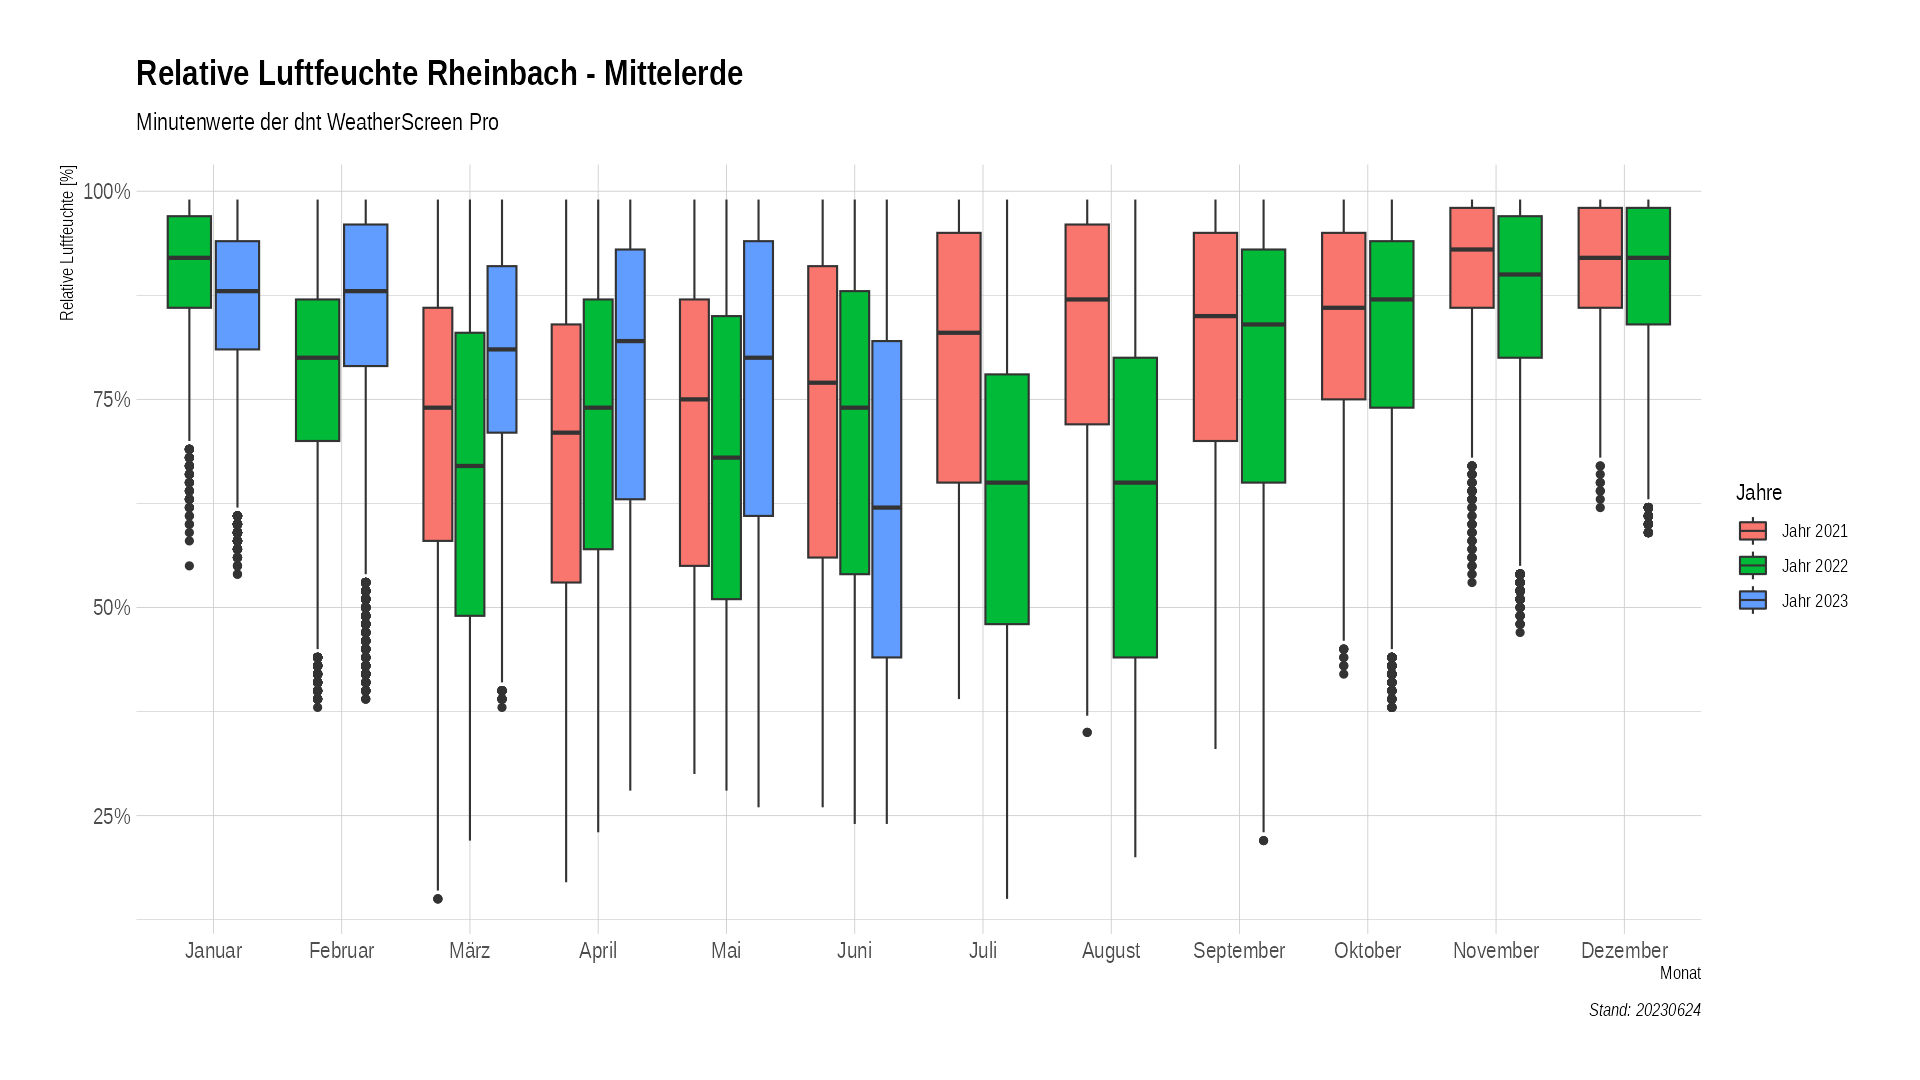 Relative Luftfeuchte Rheinbach - Mittelerde
Minutenwerte der dnt WeatherScreen Pro
Relative Luftfeuchte [%]
100%
75%
50%
25%
Januar
Februar
März
April
Mai
Juni
Juli
August
September
Oktober
November
Dezember
Monat
Jahre
Jahr 2021
Jahr 2022
Jahr 2023
Stand: 20230624